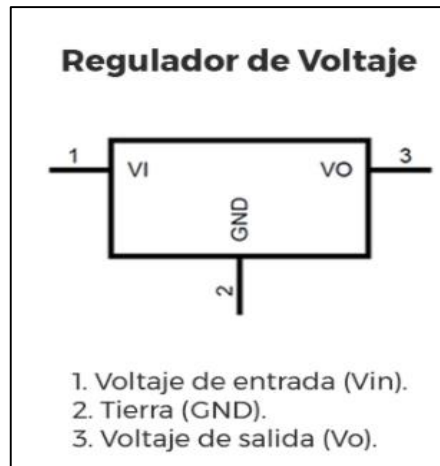 Regulador de Voltaje
1
VI
VO
3
GND
2
1. Voltaje de entrada (Vin).
2. Tierra (GND).
3. Voltaje de salida (Vo).